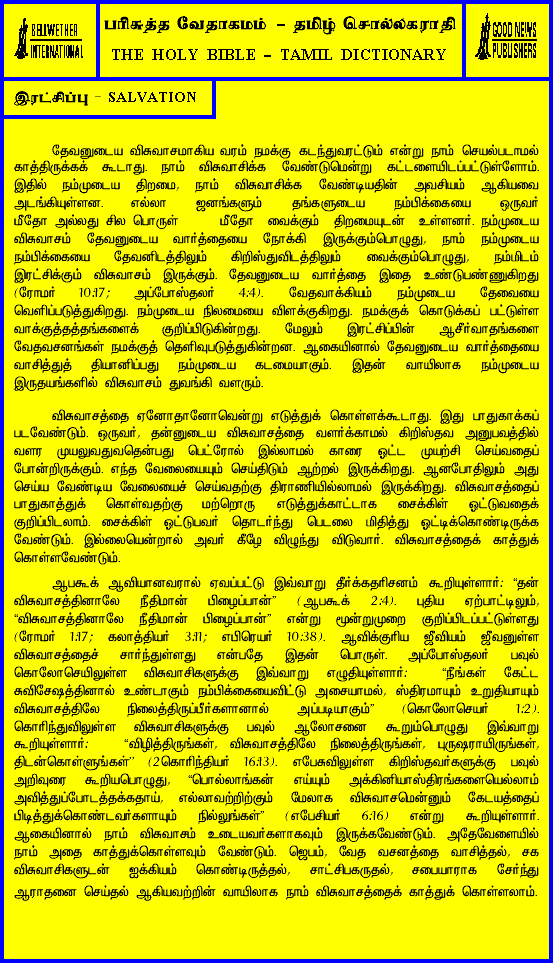 BELLWETHER
INTERNATIONAL
பரிசுத்த வேதாகமம் – தமிழ் சொல்லகராதி
THE HOLY BIBLE – TAMIL DICTIONARY
GOOD NEWS
PUBLISHERS
இரட்சிப்பு – SALVATION
தேவனுடைய விசுவாசமாகிய வரம் நமக்கு கடந்துவரட்டும் என்று நாம் செயல்படாமல்
காத்திருக்கக் கூடாது. நாம் விசுவாசிக்க வேண்டுமென்று கட்டளையிடப்பட்டுள்ளோம்.
இதில் நம்முடைய திறமை, நாம் விசுவாசிக்க வேண்டியதின் அவசியம் ஆகியவை
அடங்கியுள்ளன. எல்லா ஜனங்களும் தங்களுடைய நம்பிக்கையை ஒருவர்
மீதோ அல்லது சில பொருள் மீதோ வைக்கும் திறமையுடன் உள்ளனர். நம்முடைய
விசுவாசம் தேவனுடைய வார்த்தையை நோக்கி இருக்கும்பொழுது, நாம் நம்முடைய
நம்பிக்கையை தேவனிடத்திலும் கிறிஸ்துவிடத்திலும் வைக்கும்பொழுது, நம்மிடம்
இரட்சிக்கும் விசுவாசம் இருக்கும். தேவனுடைய வார்த்தை இதை உண்டுபண்ணுகிறது
(ரோமர் 10:17; அப்போஸ்தலர் 4:4). வேதவாக்கியம் நம்முடைய தேவையை
வெளிப்படுத்துகிறது. நம்முடைய நிலமையை விளக்குகிறது. நமக்குக் கொடுக்கப் பட்டுள்ள
வாக்குத்தத்தங்களைக் குறிப்பிடுகின்றது. மேலும் இரட்சிப்பின் ஆசீர்வாதங்களை
வேதவசனங்கள் நமக்குத் தெளிவுபடுத்துகின்றன. ஆகையினால் தேவனுடைய வார்த்தையை
வாசித்துத் தியானிப்பது நம்முடைய கடமையாகும். இதன் வாயிலாக நம்முடைய
இருதயங்களில் விசுவாசம் துவங்கி வளரும்.
விசுவாசத்தை ஏனோதானோவென்று எடுத்துக் கொள்ளக்கூடாது. இது பாதுகாக்கப்
படவேண்டும். ஒருவர், தன்னுடைய விசுவாசத்தை வளர்க்காமல் கிறிஸ்தவ அனுபவத்தில்
வளர முயலுவதுவதென்பது பெட்ரோல் இல்லாமல் காரை ஓட்ட முயற்சி செய்வதைப்
போன்றிருக்கும். எந்த வேலையையும் செய்திடும் ஆற்றல் இருக்கிறது. ஆனபோதிலும் அது
செய்ய வேண்டிய வேலையைச் செய்வதற்கு திராணியில்லாமல் இருக்கிறது. விசுவாசத்தைப்
பாதுகாத்துக் கொள்வதற்கு மற்றொரு எடுத்துக்காட்டாக சைக்கிள் ஓட்டுவதைக்
குறிப்பிடலாம். சைக்கிள் ஓட்டுபவர் தொடர்ந்து பெடலை மிதித்து ஓட்டிக்கொண்டிருக்க
வேண்டும். இல்லையென்றால் அவர் கீழே விழுந்து விடுவார். விசுவாசத்தைக் காத்துக்
கொள்ளவேண்டும்.
ஆபகூக் ஆவியானவரால் ஏவப்பட்டு இவ்வாறு தீர்க்கதரிசனம் கூறியுள்ளார்: “தன்
விசுவாசத்தினாலே நீதிமான் பிழைப்பான்” (ஆபகூக் 2:4). புதிய ஏற்பாட்டிலும்,
“விசுவாசத்தினாலே நீதிமான் பிழைப்பான்” என்று மூன்றுமுறை குறிப்பிடப்பட்டுள்ளது
(ரோமர் 1:17; கலாத்தியர் 3:11; எபிரெயர் 10:38). ஆவிக்குரிய ஜீவியம் ஜீவனுள்ள
விசுவாசத்தைச் சார்ந்துள்ளது என்பதே இதன் பொருள். அப்போஸ்தலர் பவுல்
கொலோசெயிலுள்ள விசுவாசிகளுக்கு இவ்வாறு எழுதியுள்ளார்: “நீங்கள் கேட்ட
சுவிசேஷத்தினால் உண்டாகும் நம்பிக்கையைவிட்டு அசையாமல், ஸ்திரமாயும் உறுதியாயும்
விசுவாசத்திலே நிலைத்திருப்பீர்களானால் அப்படியாகும்” (கொலோசெயர் 1:2).
கொரிந்துவிலுள்ள விசுவாசிகளுக்கு பவுல் ஆலோசனை கூறும்பொழுது இவ்வாறு
கூறியுள்ளார்: “விழித்திருங்கள், விசுவாசத்திலே நிலைத்திருங்கள், புருஷராயிருங்கள்,
திடன்கொள்ளுங்கள்” (2கொரிந்தியர் 16:13). எபேசுவிலுள்ள கிறிஸ்தவர்களுக்கு பவுல்
அறிவுரை கூறியபொழுது, “பொல்லாங்கன் எய்யும் அக்கினியாஸ்திரங்களையெல்லாம்
அவித்துப்போடத்தக்கதாய், எல்லாவற்றிற்கும் மேலாக விசுவாசமென்னும் கேடயத்தைப்
பிடித்துக்கொண்டவர்களாயும் நில்லுங்கள்” (எபேசியர் 6:16) என்று கூறியுள்ளார்.
ஆகையினால் நாம் விசுவாசம் உடையவர்களாகவும் இருக்கவேண்டும். அதேவேளையில்
நாம் அதை காத்துக்கொள்ளவும் வேண்டும். ஜெபம், வேத வசனத்தை வாசித்தல், சக
விசுவாசிகளுடன் ஐக்கியம் கொண்டிருத்தல், சாட்சிபகருதல், சபையாராக சேர்ந்து
ஆராதனை செய்தல் ஆகியவற்றின் வாயிலாக நாம் விசுவாசத்தைக் காத்துக் கொள்ளலாம்.